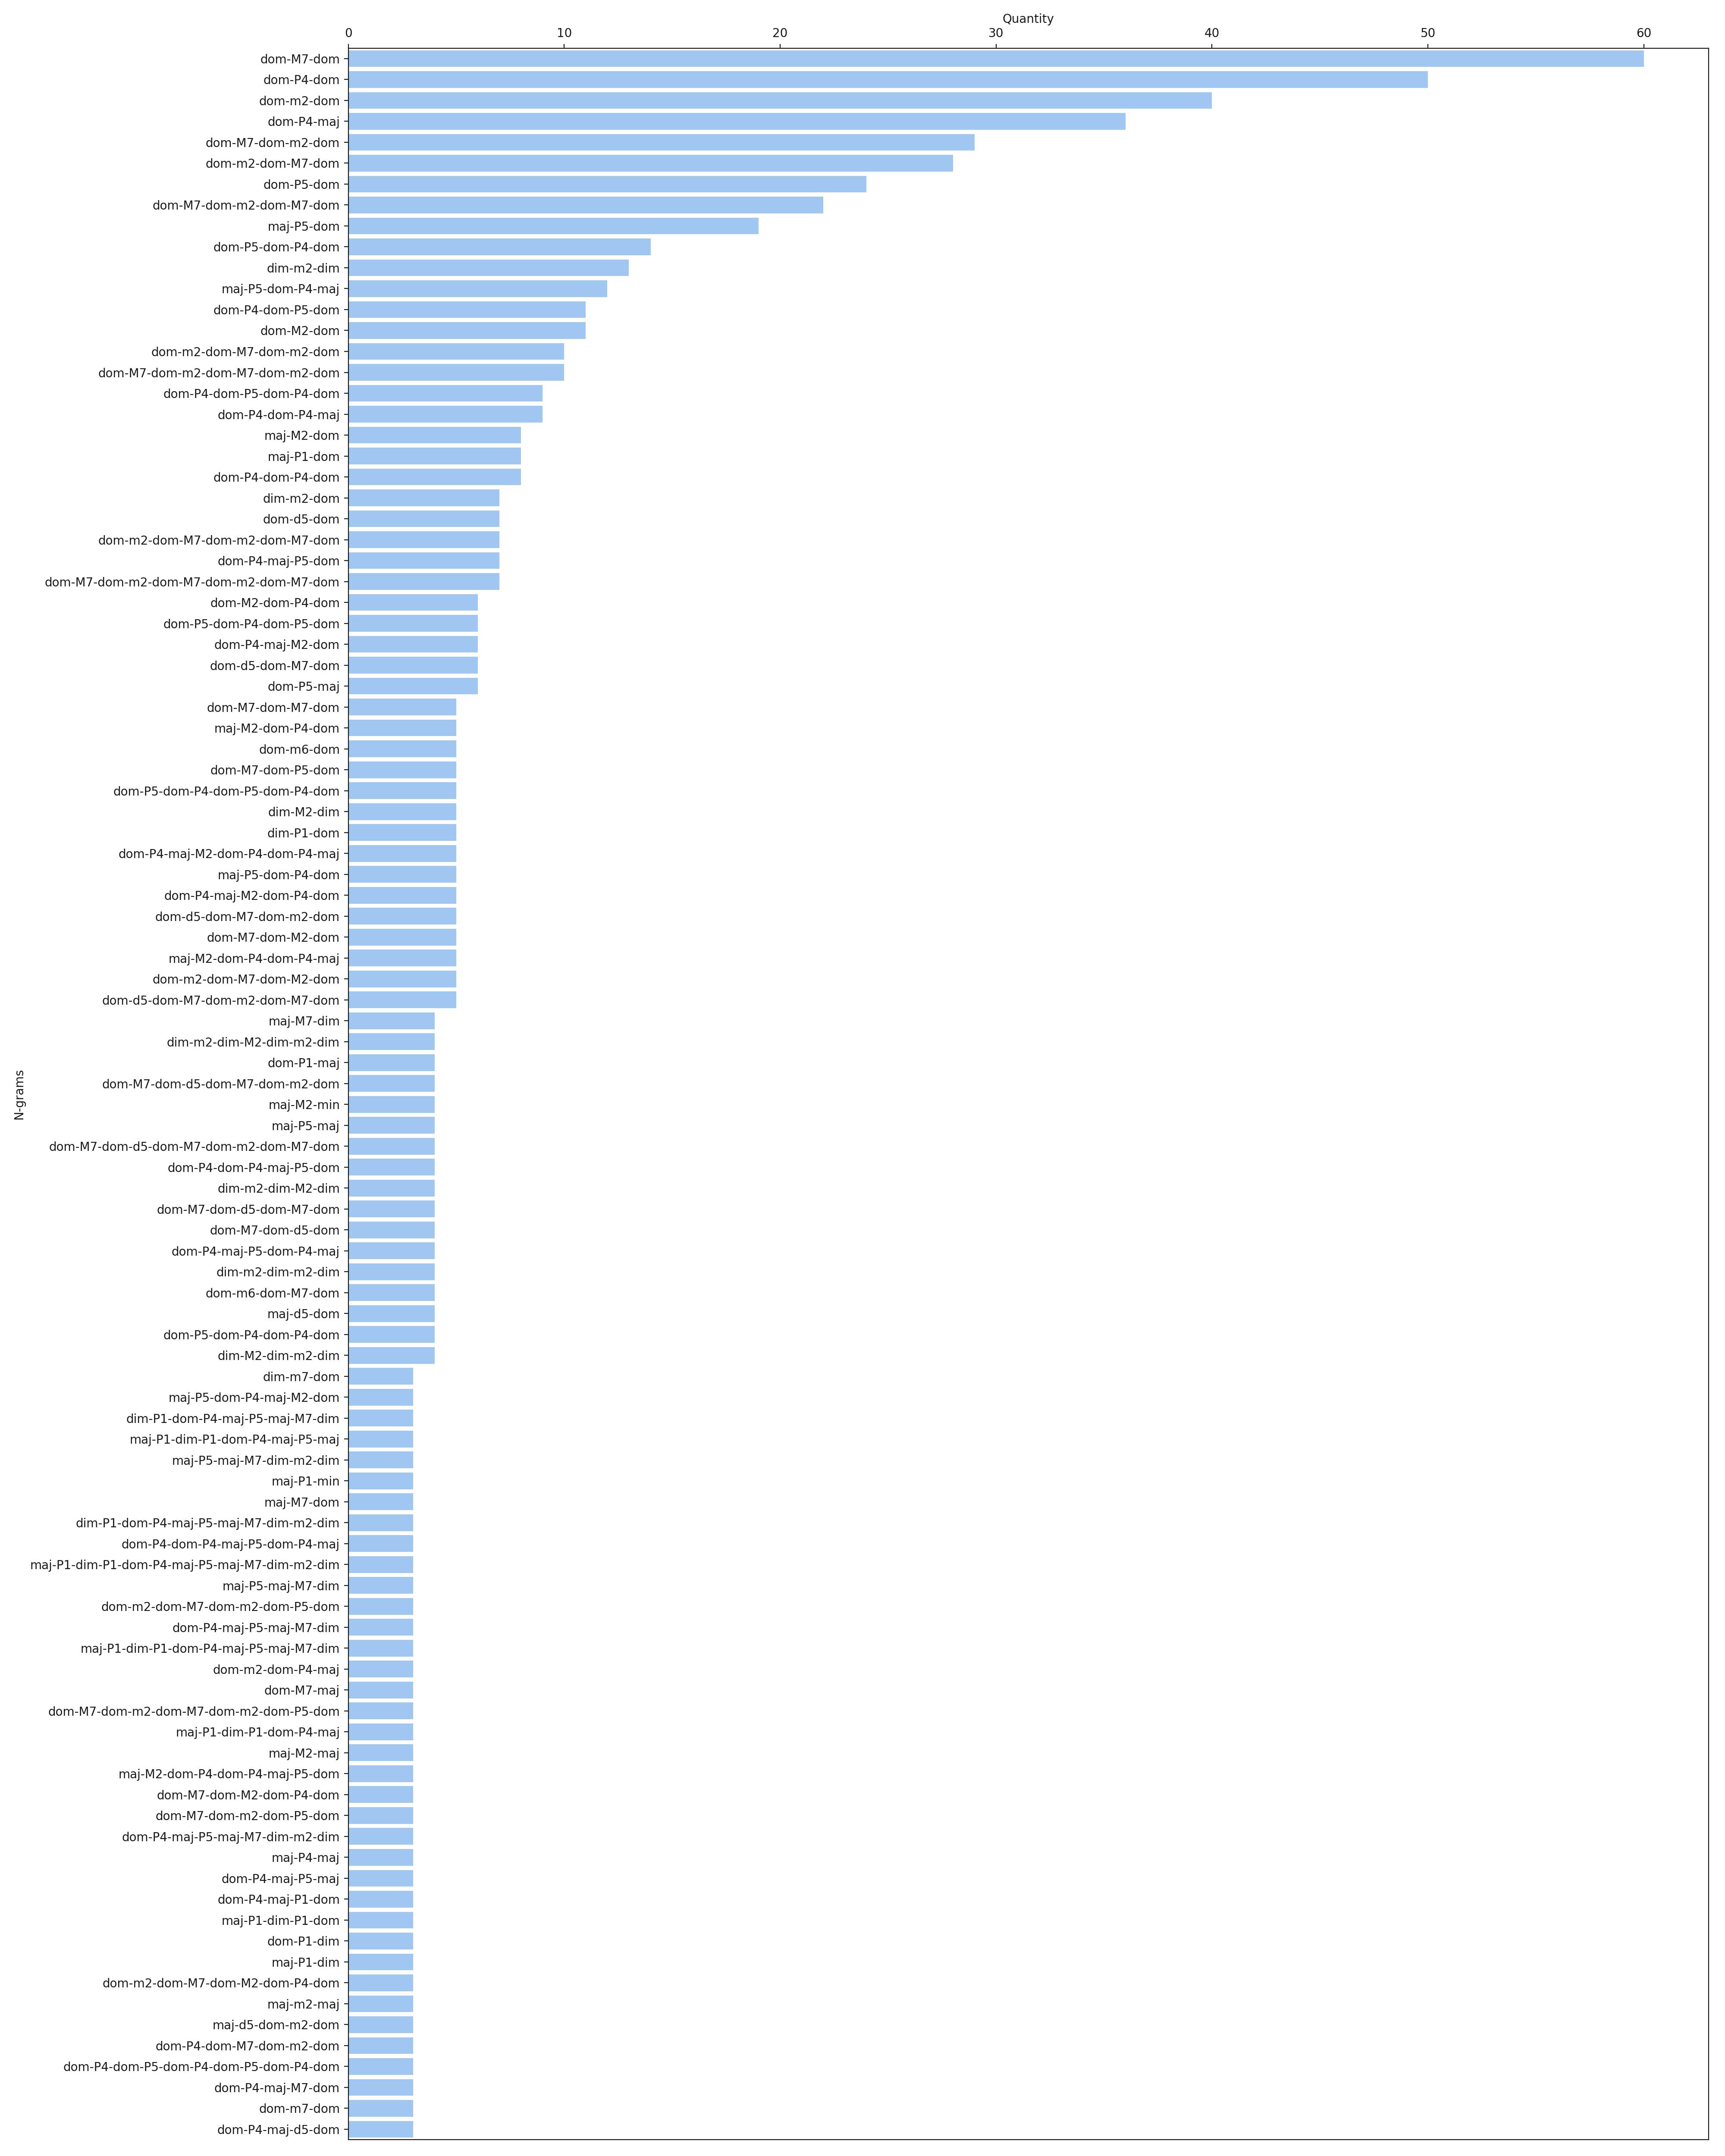 Quantity
0 10 20 30 40 50 60
dom-M7-dom
dom-P4-dom
dom-m2-dom
dom-P4-maj
dom-M7-dom-m2-dom
dom-m2-dom-M7-dom
dom-P5-dom
dom-M7-dom-m2-dom-M7-dom
maj-P5-dom
dom-P5-dom-P4-dom
dim-m2-dim
maj-P5-dom-P4-maj
dom-P4-dom-P5-dom
dom-M2-dom
dom-m2-dom-M7-dom-m2-dom
dom-M7-dom-m2-dom-M7-dom-m2-dom
dom-P4-dom-P5-dom-P4-dom
dom-P4-dom-P4-maj
maj-M2-dom
maj-P1-dom
dom-P4-dom-P4-dom
dim-m2-dom
dom-d5-dom
dom-m2-dom-M7-dom-m2-dom-M7-dom
dom-P4-maj-P5-dom
dom-M7-dom-m2-dom-M7-dom-m2-dom-M7-dom
dom-M2-dom-P4-dom
dom-P5-dom-P4-dom-P5-dom
dom-P4-maj-M2-dom
dom-d5-dom-M7-dom
dom-P5-maj
dom-M7-dom-M7-dom
maj-M2-dom-P4-dom
dom-m6-dom
dom-M7-dom-P5-dom
dom-P5-dom-P4-dom-P5-dom-P4-dom
dim-M2-dim
dim-P1-dom
dom-P4-maj-M2-dom-P4-dom-P4-maj
maj-P5-dom-P4-dom
dom-P4-maj-M2-dom-P4-dom
dom-d5-dom-M7-dom-m2-dom
dom-M7-dom-M2-dom
maj-M2-dom-P4-dom-P4-maj
dom-m2-dom-M7-dom-M2-dom
dom-d5-dom-M7-dom-m2-dom-M7-dom
maj-M7-dim
dim-m2-dim-M2-dim-m2-dim
dom-P1-maj
dom-M7-dom-d5-dom-M7-dom-m2-dom
maj-M2-min
maj-P5-maj
dom-M7-dom-d5-dom-M7-dom-m2-dom-M7-dom
dom-P4-dom-P4-maj-P5-dom
dim-m2-dim-M2-dim
dom-M7-dom-d5-dom-M7-dom
dom-M7-dom-d5-dom
dom-P4-maj-P5-dom-P4-maj
dim-m2-dim-m2-dim
dom-m6-dom-M7-dom
maj-d5-dom
dom-P5-dom-P4-dom-P4-dom
dim-M2-dim-m2-dim
dim-m7-dom
maj-P5-dom-P4-maj-M2-dom
dim-P1-dom-P4-maj-P5-maj-M7-dim
maj-P1-dim-P1-dom-P4-maj-P5-maj
maj-P5-maj-M7-dim-m2-dim
maj-P1-min
maj-M7-dom
dim-P1-dom-P4-maj-P5-maj-M7-dim-m2-dim
dom-P4-dom-P4-maj-P5-dom-P4-maj
maj-P1-dim-P1-dom-P4-maj-P5-maj-M7-dim-m2-dim
maj-P5-maj-M7-dim
dom-m2-dom-M7-dom-m2-dom-P5-dom
dom-P4-maj-P5-maj-M7-dim
maj-P1-dim-P1-dom-P4-maj-P5-maj-M7-dim
dom-m2-dom-P4-maj
dom-M7-maj
dom-M7-dom-m2-dom-M7-dom-m2-dom-P5-dom
maj-P1-dim-P1-dom-P4-maj
maj-M2-maj
maj-M2-dom-P4-dom-P4-maj-P5-dom
dom-M7-dom-M2-dom-P4-dom
dom-M7-dom-m2-dom-P5-dom
dom-P4-maj-P5-maj-M7-dim-m2-dim
maj-P4-maj
dom-P4-maj-P5-maj
dom-P4-maj-P1-dom
maj-P1-dim-P1-dom
dom-P1-dim
maj-P1-dim
dom-m2-dom-M7-dom-M2-dom-P4-dom
maj-m2-maj
maj-d5-dom-m2-dom
dom-P4-dom-M7-dom-m2-dom
dom-P4-dom-P5-dom-P4-dom-P5-dom-P4-dom
dom-P4-maj-M7-dom
dom-m7-dom
dom-P4-maj-d5-dom
N-grams